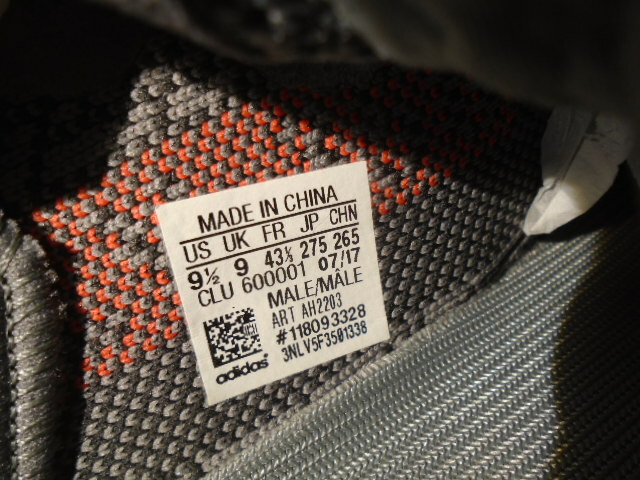 MADE IN CHINA
US UK FR JP CHN
9½ 9 43⅓ 275 265
CLU 600001 07/17
MALE/MÂLE
ART AH2203
#118093328
3NLV5F3501338
adidas